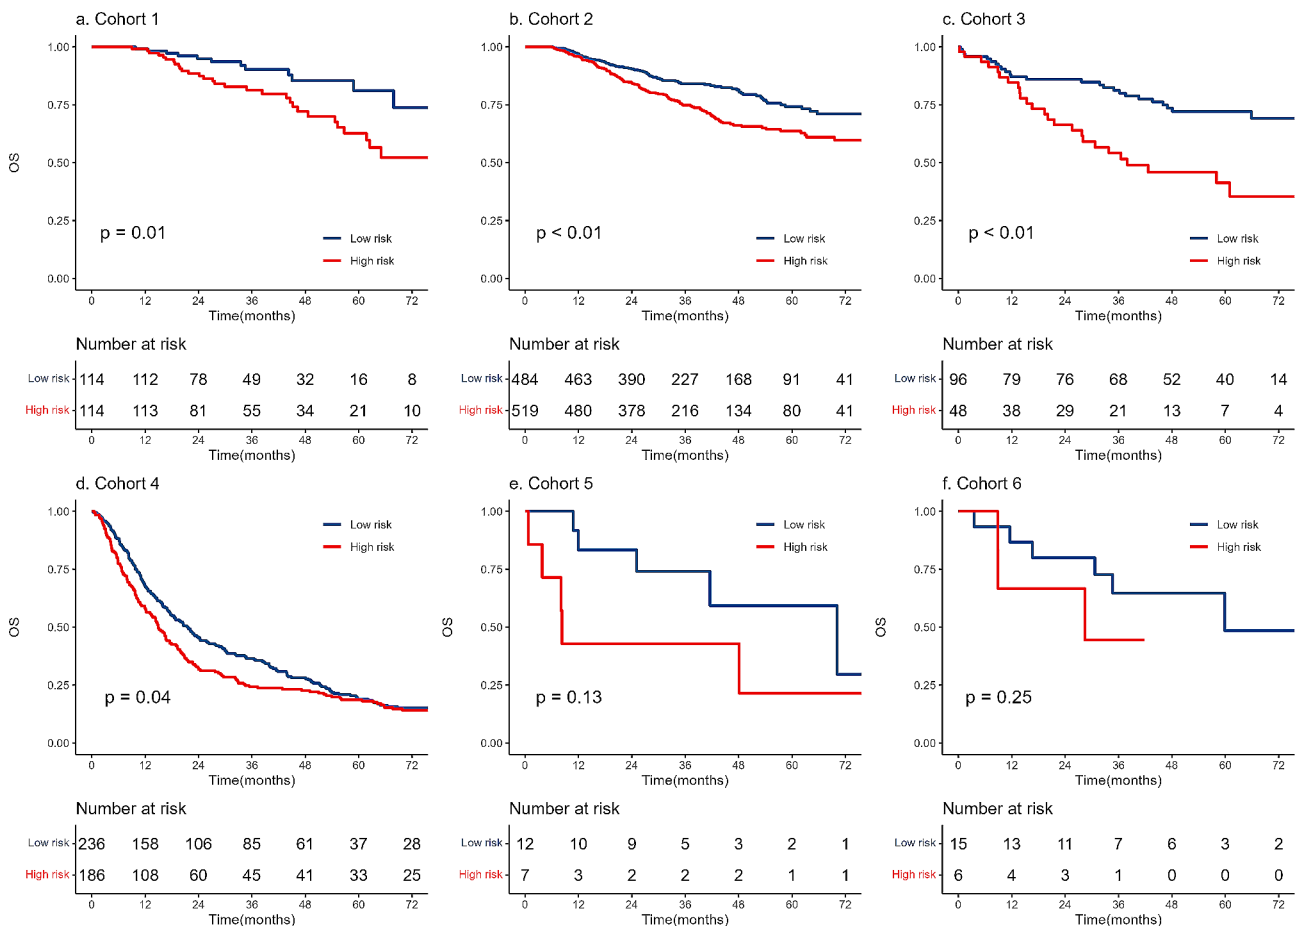 a. Cohort 1
b. Cohort 2
c. Cohort 3
1.00
0.75
0.50
0.25
0.00
OS
p = 0.01
Low risk
High risk
0 12 24 36 48 60 72
Time(months)
1.00
0.75
0.50
0.25
0.00
p < 0.01
Low risk
High risk
0 12 24 36 48 60 72
Time(months)
1.00
0.75
0.50
0.25
0.00
p < 0.01
Low risk
High risk
0 12 24 36 48 60 72
Time(months)
Number at risk
Low risk 114 112 78 49 32 16 8
High risk 114 113 81 55 34 21 10
0 12 24 36 48 60 72
Time(months)
Number at risk
Low risk 484 463 390 227 168 91 41
High risk 519 480 378 216 134 80 41
0 12 24 36 48 60 72
Time(months)
Number at risk
Low risk 96 79 76 68 52 40 14
High risk 48 38 29 21 13 7 4
0 12 24 36 48 60 72
Time(months)
d. Cohort 4
e. Cohort 5
f. Cohort 6
1.00
0.75
0.50
0.25
0.00
OS
p = 0.04
Low risk
High risk
0 12 24 36 48 60 72
Time(months)
1.00
0.75
0.50
0.25
0.00
OS
p = 0.13
Low risk
High risk
0 12 24 36 48 60 72
Time(months)
1.00
0.75
0.50
0.25
0.00
OS
p = 0.25
Low risk
High risk
0 12 24 36 48 60 72
Time(months)
Number at risk
Low risk 236 158 106 85 61 37 28
High risk 186 108 60 45 41 33 25
0 12 24 36 48 60 72
Time(months)
Number at risk
Low risk 12 10 9 5 3 2 1
High risk 7 3 2 2 2 1 1
0 12 24 36 48 60 72
Time(months)
Number at risk
Low risk 15 13 11 7 6 3 2
High risk 6 4 3 1 0 0 0
0 12 24 36 48 60 72
Time(months)